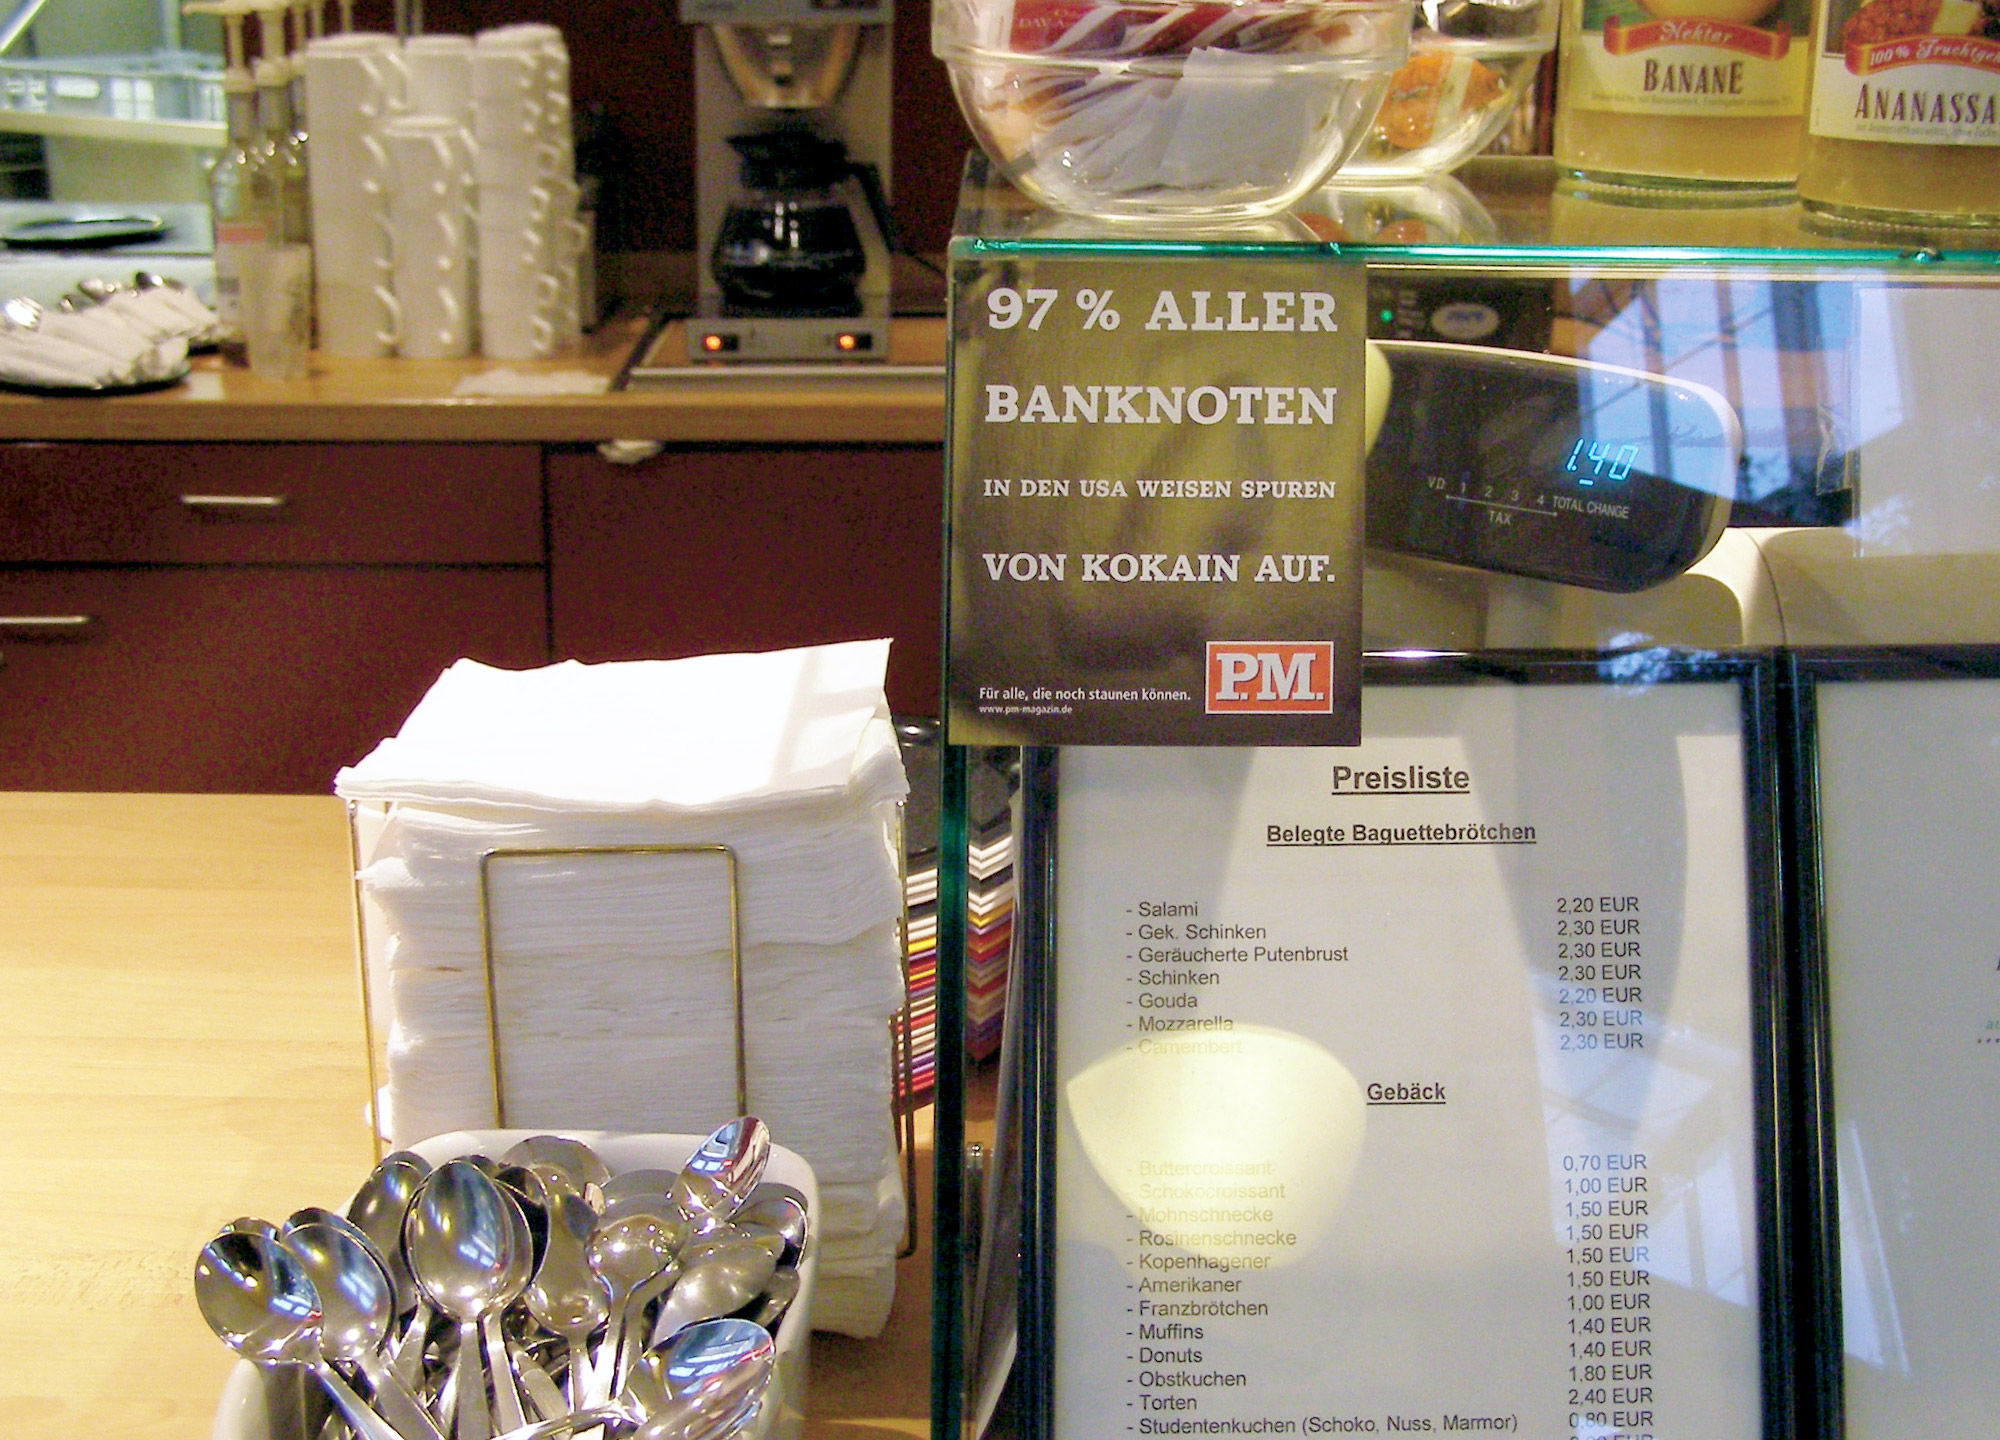 Nektar
BANANE
100% Fruchtgeh
ANANASSA
97 % ALLER
BANKNOTEN
IN DEN USA WEISEN SPUREN
VON KOKAIN AUF.
Für alle, die noch staunen können.
www.pm-magazin.de
P.M.
1.40
VD 1 2 3 4 TOTAL CHANGE
TAX
Preisliste
Belegte Baguettebrötchen
- Salami 2,20 EUR
- Gek. Schinken 2,30 EUR
- Geräucherte Putenbrust 2,30 EUR
- Schinken 2,30 EUR
- Gouda 2,20 EUR
- Mozzarella 2,30 EUR
- Camembert 2,30 EUR
Gebäck
- Buttercroissant 0,70 EUR
- Schokocroissant 1,00 EUR
- Mohnschnecke 1,50 EUR
- Rosinenschnecke 1,50 EUR
- Kopenhagener 1,50 EUR
- Amerikaner 1,50 EUR
- Franzbrötchen 1,00 EUR
- Muffins 1,40 EUR
- Donuts 1,40 EUR
- Obstkuchen 1,80 EUR
- Torten 2,40 EUR
- Studentenkuchen (Schoko, Nuss, Marmor) 0,80 EUR